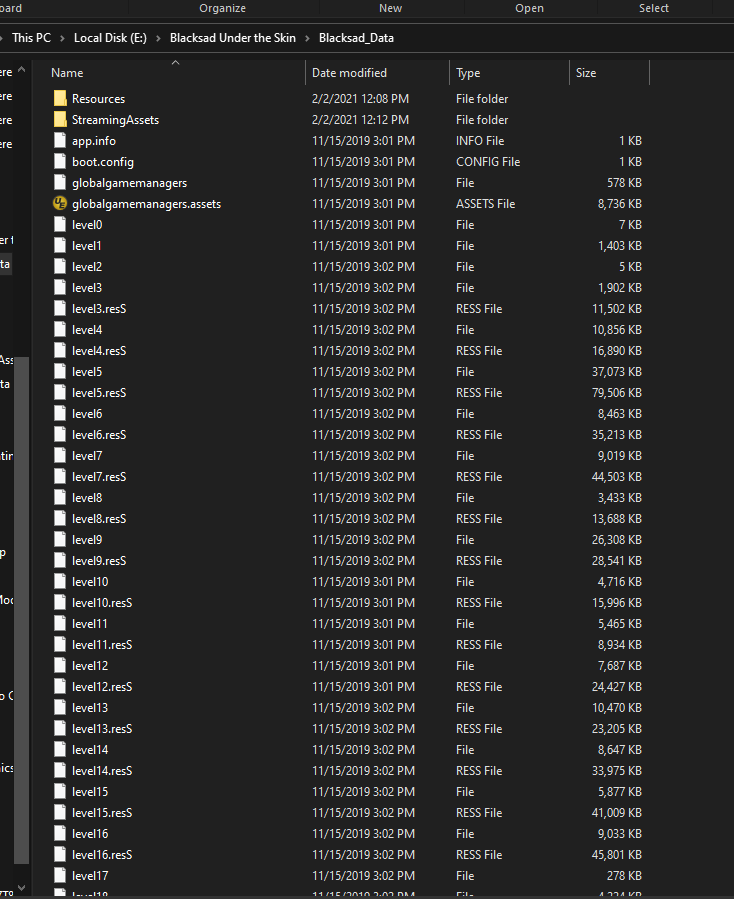 oard Organize New Open Select
This PC > Local Disk (E:) > Blacksad Under the Skin > Blacksad_Data
Name Date modified Type Size
Resources 2/2/2021 12:08 PM File folder
StreamingAssets 2/2/2021 12:12 PM File folder
app.info 11/15/2019 3:01 PM INFO File 1 KB
boot.config 11/15/2019 3:01 PM CONFIG File 1 KB
globalgamemanagers 11/15/2019 3:01 PM File 578 KB
globalgamemanagers.assets 11/15/2019 3:01 PM ASSETS File 8,736 KB
level0 11/15/2019 3:01 PM File 7 KB
level1 11/15/2019 3:01 PM File 1,403 KB
level2 11/15/2019 3:02 PM File 5 KB
level3 11/15/2019 3:02 PM File 1,902 KB
level3.resS 11/15/2019 3:02 PM RESS File 11,502 KB
level4 11/15/2019 3:02 PM File 10,856 KB
level4.resS 11/15/2019 3:02 PM RESS File 16,890 KB
level5 11/15/2019 3:02 PM File 37,073 KB
level5.resS 11/15/2019 3:02 PM RESS File 79,506 KB
level6 11/15/2019 3:02 PM File 8,463 KB
level6.resS 11/15/2019 3:02 PM RESS File 35,213 KB
level7 11/15/2019 3:02 PM File 9,019 KB
level7.resS 11/15/2019 3:02 PM RESS File 44,503 KB
level8 11/15/2019 3:02 PM File 3,433 KB
level8.resS 11/15/2019 3:02 PM RESS File 13,688 KB
level9 11/15/2019 3:02 PM File 26,308 KB
level9.resS 11/15/2019 3:02 PM RESS File 28,541 KB
level10 11/15/2019 3:01 PM File 4,716 KB
level10.resS 11/15/2019 3:01 PM RESS File 15,996 KB
level11 11/15/2019 3:01 PM File 5,465 KB
level11.resS 11/15/2019 3:01 PM RESS File 8,934 KB
level12 11/15/2019 3:01 PM File 7,687 KB
level12.resS 11/15/2019 3:01 PM RESS File 24,427 KB
level13 11/15/2019 3:02 PM File 10,470 KB
level13.resS 11/15/2019 3:02 PM RESS File 23,205 KB
level14 11/15/2019 3:02 PM File 8,647 KB
level14.resS 11/15/2019 3:02 PM RESS File 33,975 KB
level15 11/15/2019 3:02 PM File 5,877 KB
level15.resS 11/15/2019 3:02 PM RESS File 41,009 KB
level16 11/15/2019 3:02 PM File 9,033 KB
level16.resS 11/15/2019 3:02 PM RESS File 45,801 KB
level17 11/15/2019 3:02 PM File 278 KB